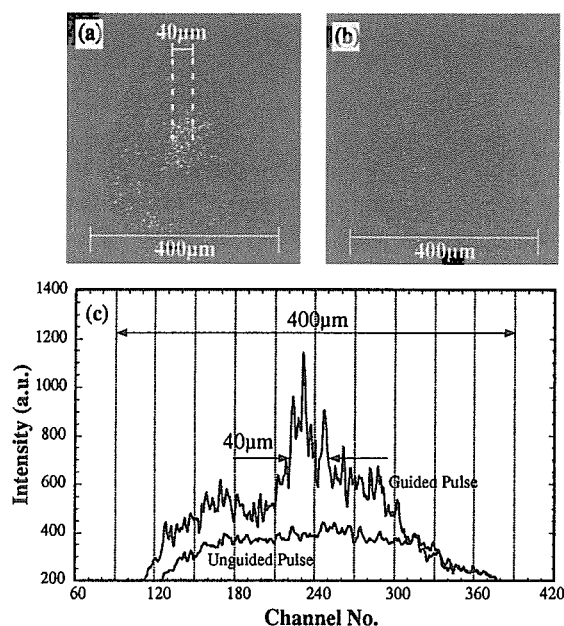 (a)
40μm
400μm
(b)
400μm
(c)
400μm
40μm
Guided Pulse
Unguided Pulse
Intensity (a.u.)
1400
1200
1000
800
600
400
200
60 120 180 240 300 360 420
Channel No.